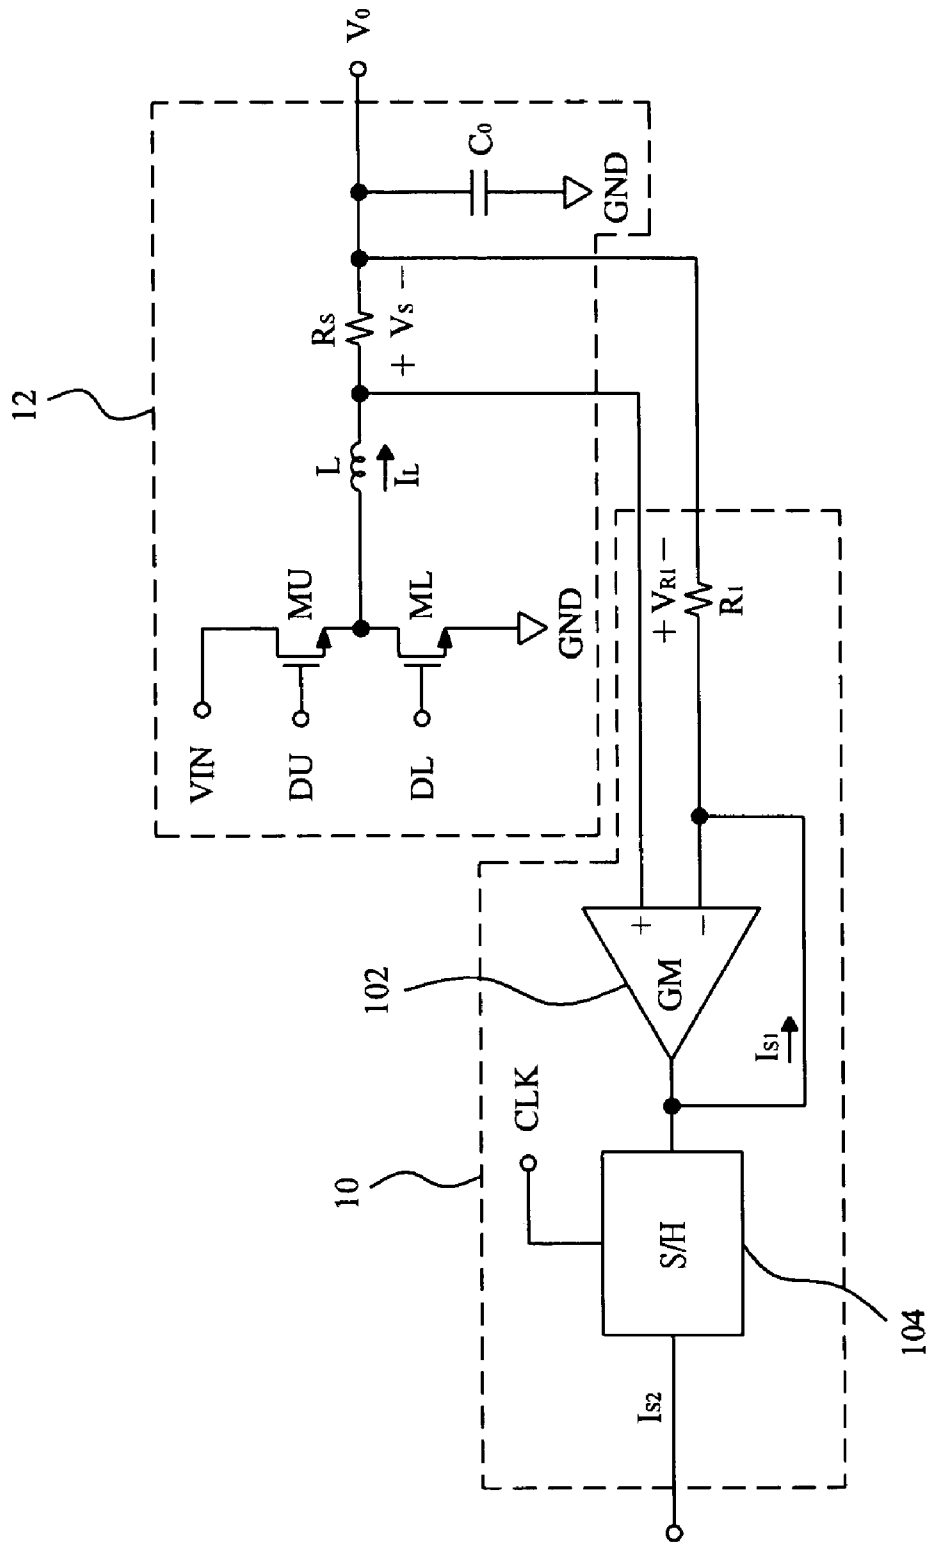 12
VIN
DU
DL
MU
ML
GND
L
IL
Rs
+ Vs −
C0
GND
V0
10
102
CLK
S/H
GM
+
−
Is1
+ VR1 −
R1
Is2
104